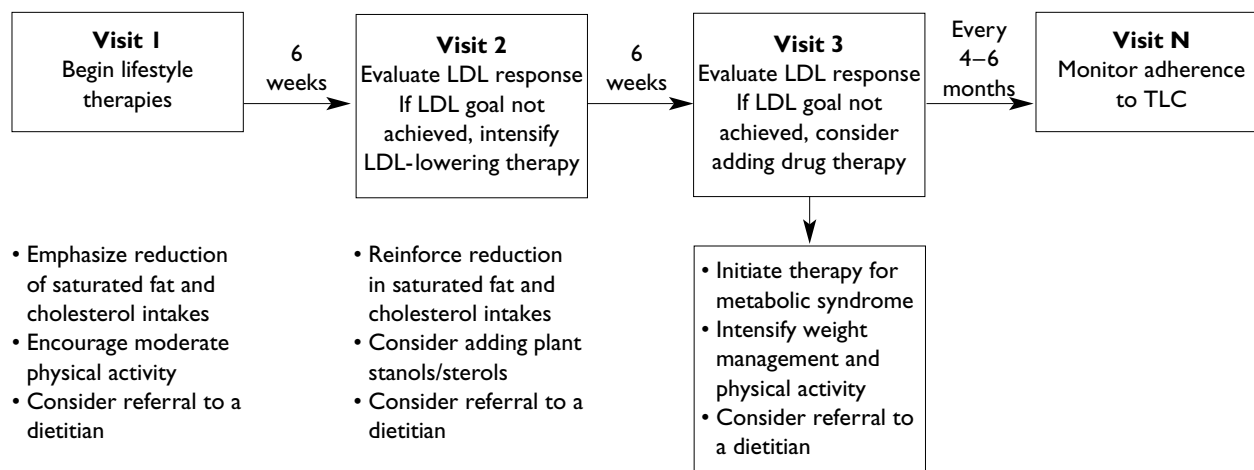 Visit 1
Begin lifestyle
therapies
6
weeks
Visit 2
Evaluate LDL response
If LDL goal not
achieved, intensify
LDL-lowering therapy
6
weeks
Visit 3
Evaluate LDL response
If LDL goal not
achieved, consider
adding drug therapy
Every
4–6
months
Visit N
Monitor adherence
to TLC
• Emphasize reduction
of saturated fat and
cholesterol intakes
• Encourage moderate
physical activity
• Consider referral to a
dietitian
• Reinforce reduction
in saturated fat and
cholesterol intakes
• Consider adding plant
stanols/sterols
• Consider referral to a
dietitian
• Initiate therapy for
metabolic syndrome
• Intensify weight
management and
physical activity
• Consider referral to
a dietitian